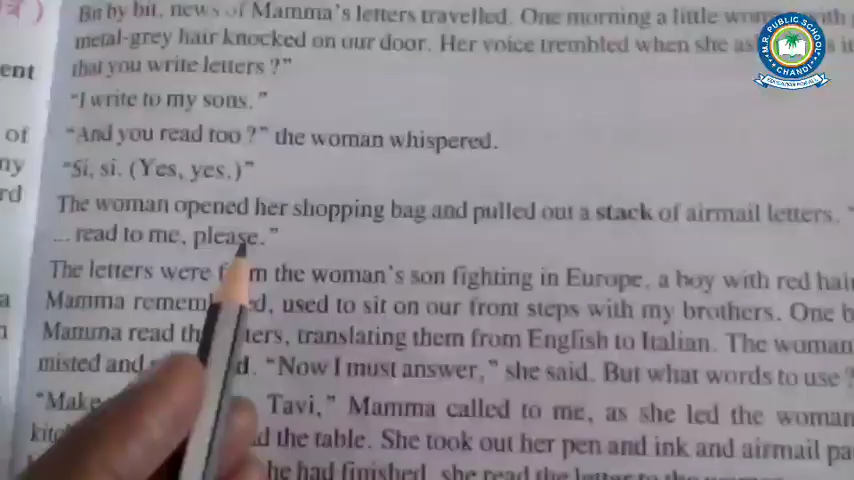 Bit by bit, news of Mamma's letters travelled. One morning a little with
metal-grey hair knocked on our door. Her voice trembled when she
that you write letters ?"
ent
"I write to my sons."
of
"And you read too ?" the woman whispered.
ny
"Si, si. (Yes, yes.)"
rd
The woman opened her shopping bag and pulled out a stack of airmail letters. "
... read to me, please."
The letters were the woman's son fighting in Europe, a boy with red hair
a
Mamma used to sit on our front steps with my brothers. One
Mamma read translating them from English to Italian. The woman
misted and "Now I must answer," she said. But what words to use ?
"Make Tavi," Mamma called to me, as she led the woman
the table. She took out her pen and ink and airmail
he had finished, she read the letter to the
M.R. PUBLIC SCHOOL
CHANDI
EDUCATION FOR ALL